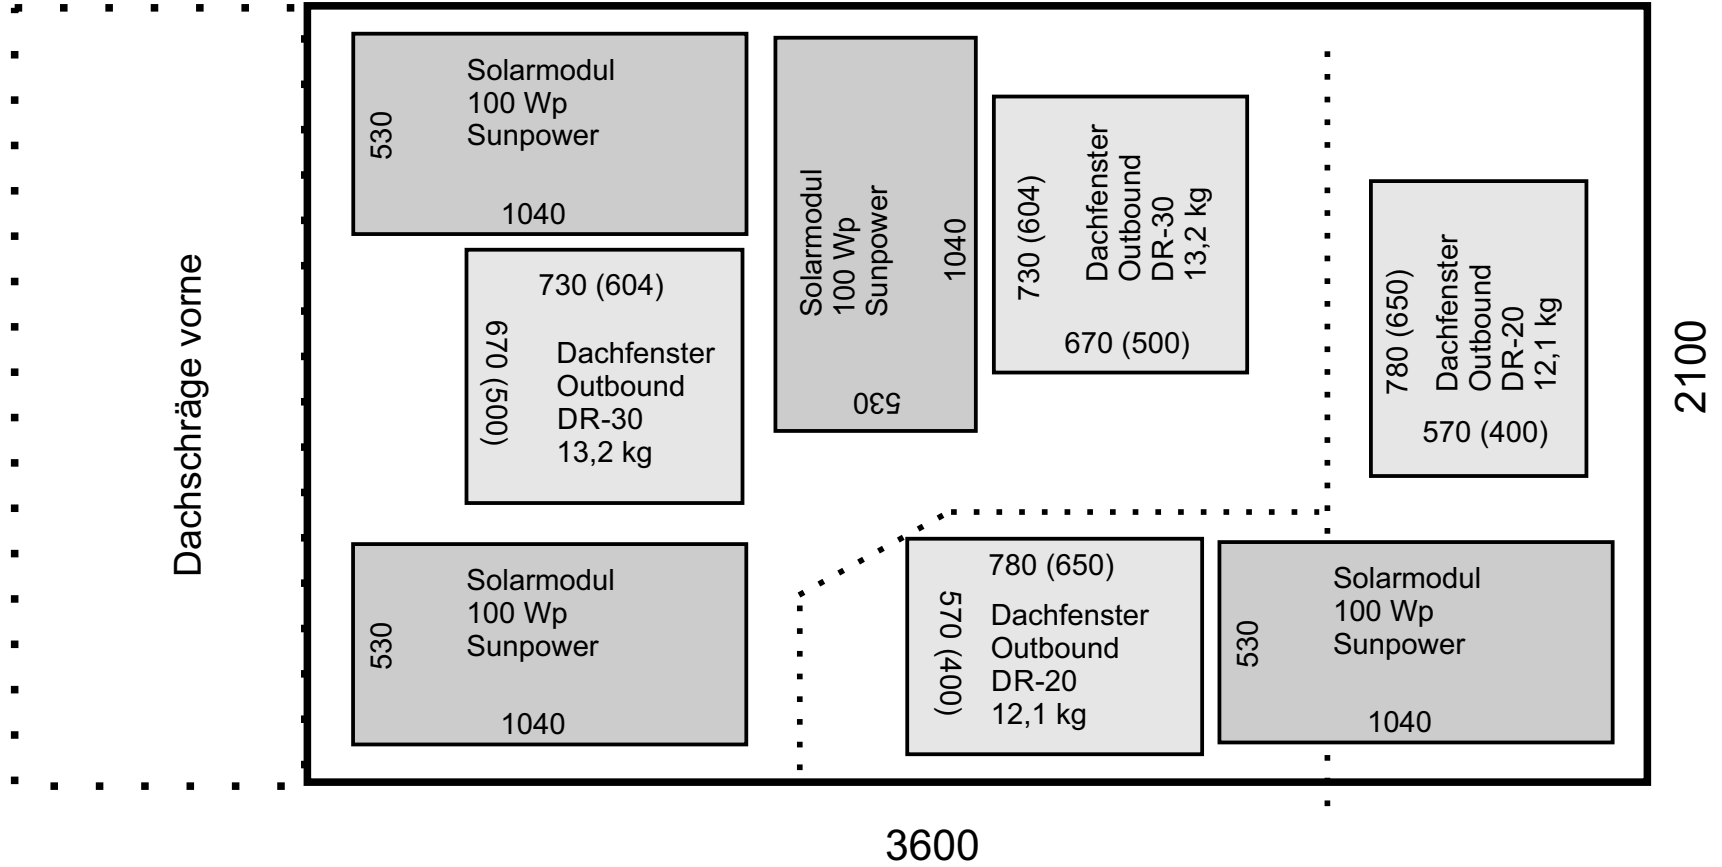 Dachschräge vorne
Solarmodul
100 Wp
Sunpower
530
1040
730 (604)
670 (500)
Dachfenster
Outbound
DR-30
13,2 kg
Solarmodul
100 Wp
Sunpower
530
1040
Solarmodul
100 Wp
Sunpower
1040
530
730 (604)
Dachfenster
Outbound
DR-30
13,2 kg
670 (500)
780 (650)
570 (400)
Dachfenster
Outbound
DR-20
12,1 kg
780 (650)
Dachfenster
Outbound
DR-20
12,1 kg
570 (400)
Solarmodul
100 Wp
Sunpower
530
1040
2100
3600